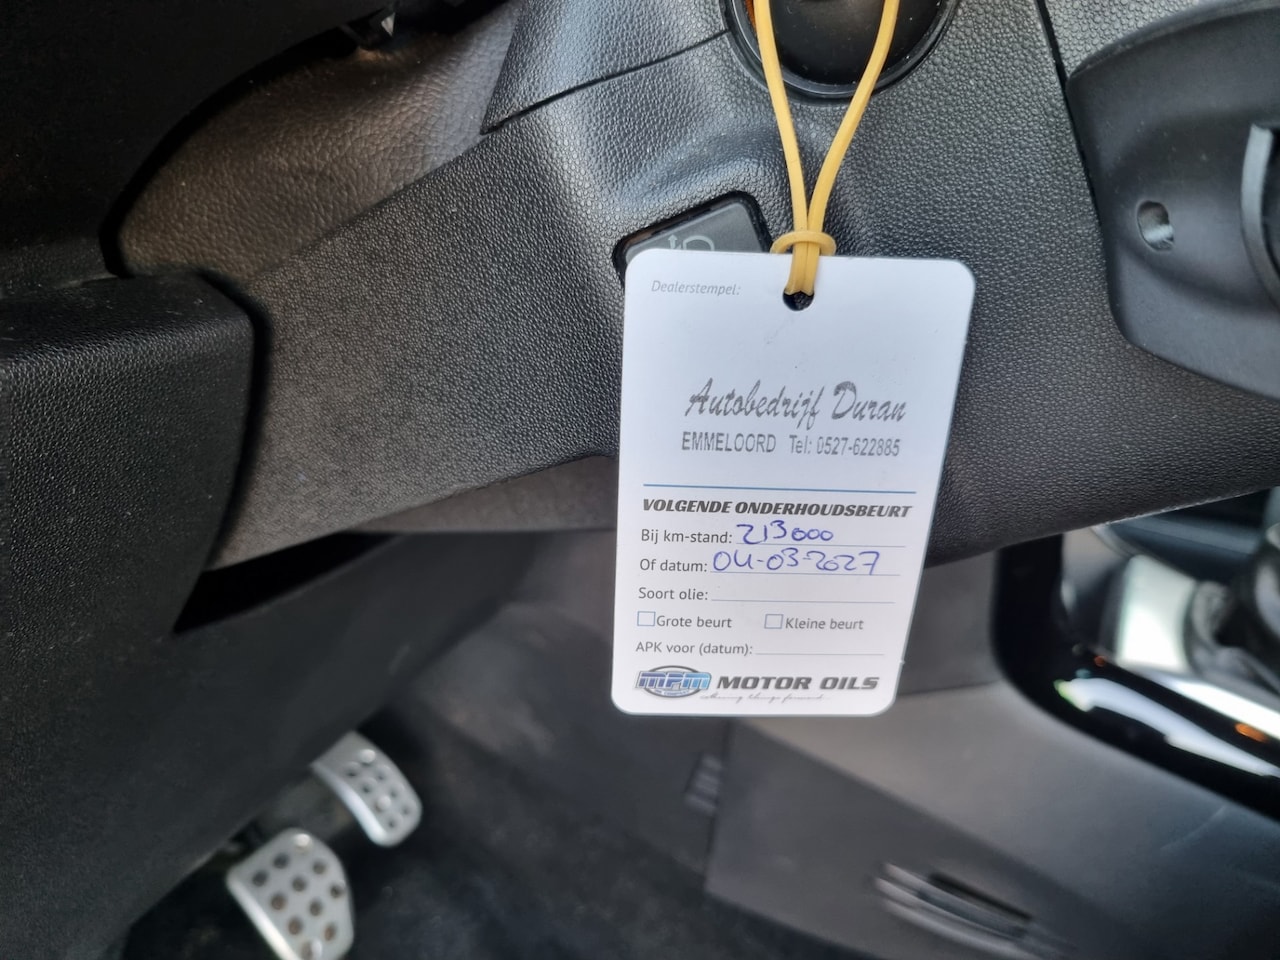 Dealerstempel:
Autobedrijf Duran
EMMELOORD Tel: 0527-622885
VOLGENDE ONDERHOUDSBEURT
Bij km-stand: 213000
Of datum: 04-03-2027
Soort olie:
Grote beurt Kleine beurt
APK voor (datum):
mpm MOTOR OILS